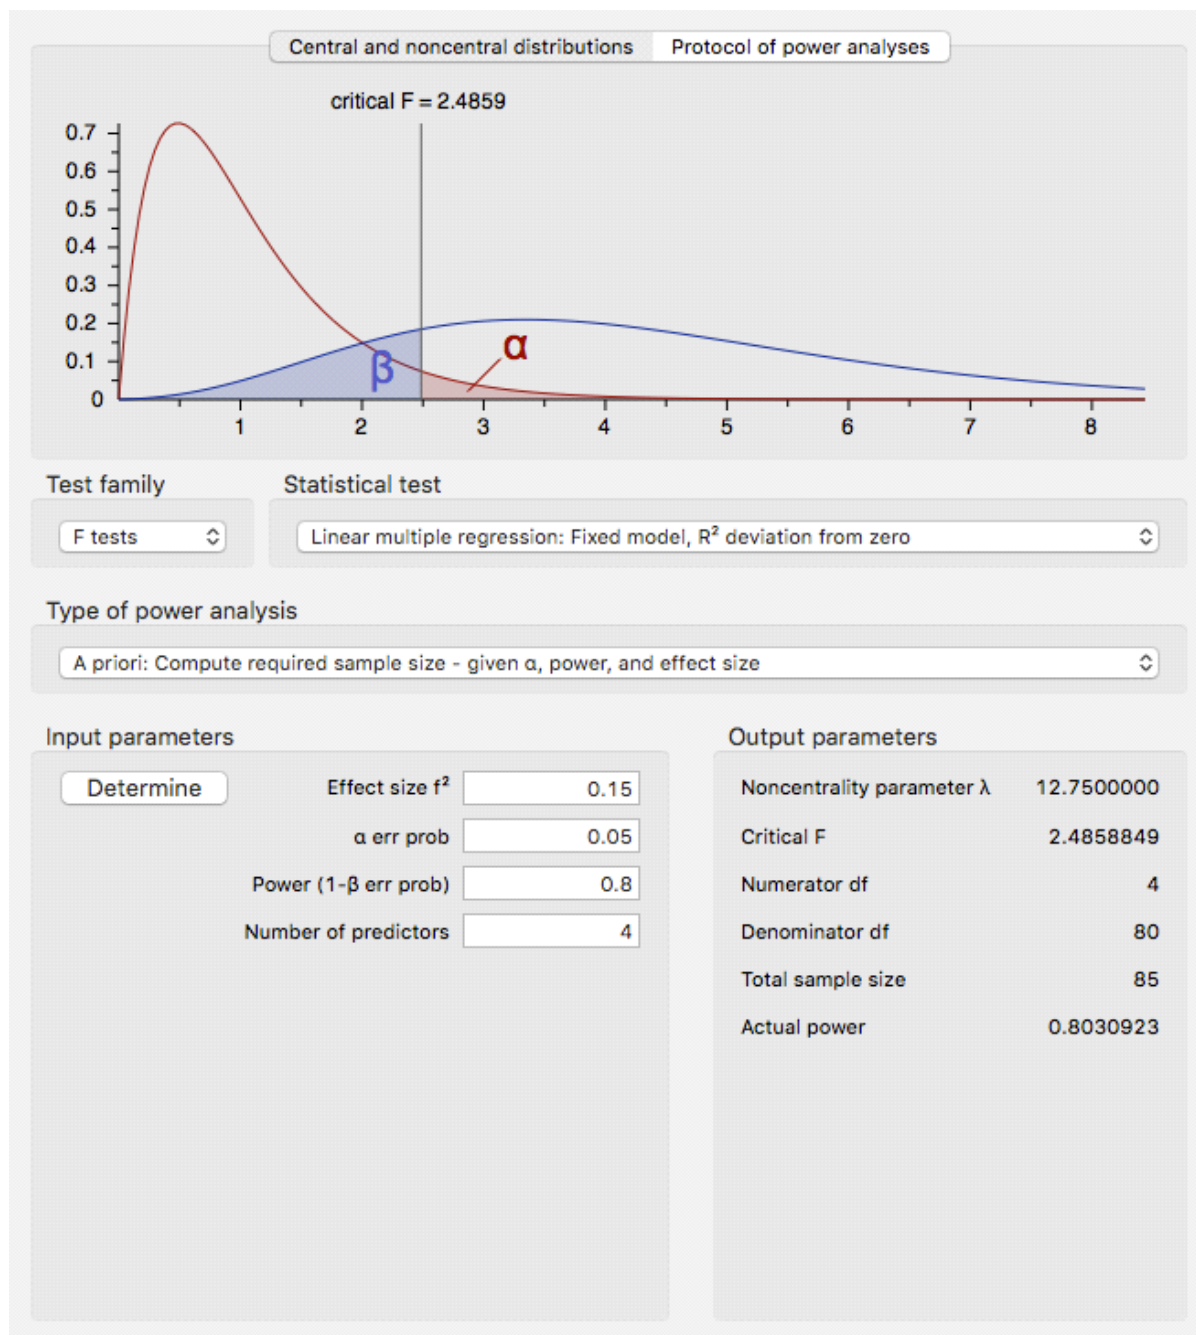 Central and noncentral distributions Protocol of power analyses
critical F = 2.4859
0.7
0.6
0.5
0.4
0.3
0.2
0.1
0
β
α
1 2 3 4 5 6 7 8
Test family Statistical test
F tests Linear multiple regression: Fixed model, R² deviation from zero
Type of power analysis
A priori: Compute required sample size - given α, power, and effect size
Input parameters Output parameters
Determine Effect size f² 0.15 Noncentrality parameter λ 12.7500000
α err prob 0.05 Critical F 2.4858849
Power (1-β err prob) 0.8 Numerator df 4
Number of predictors 4 Denominator df 80
Total sample size 85
Actual power 0.8030923